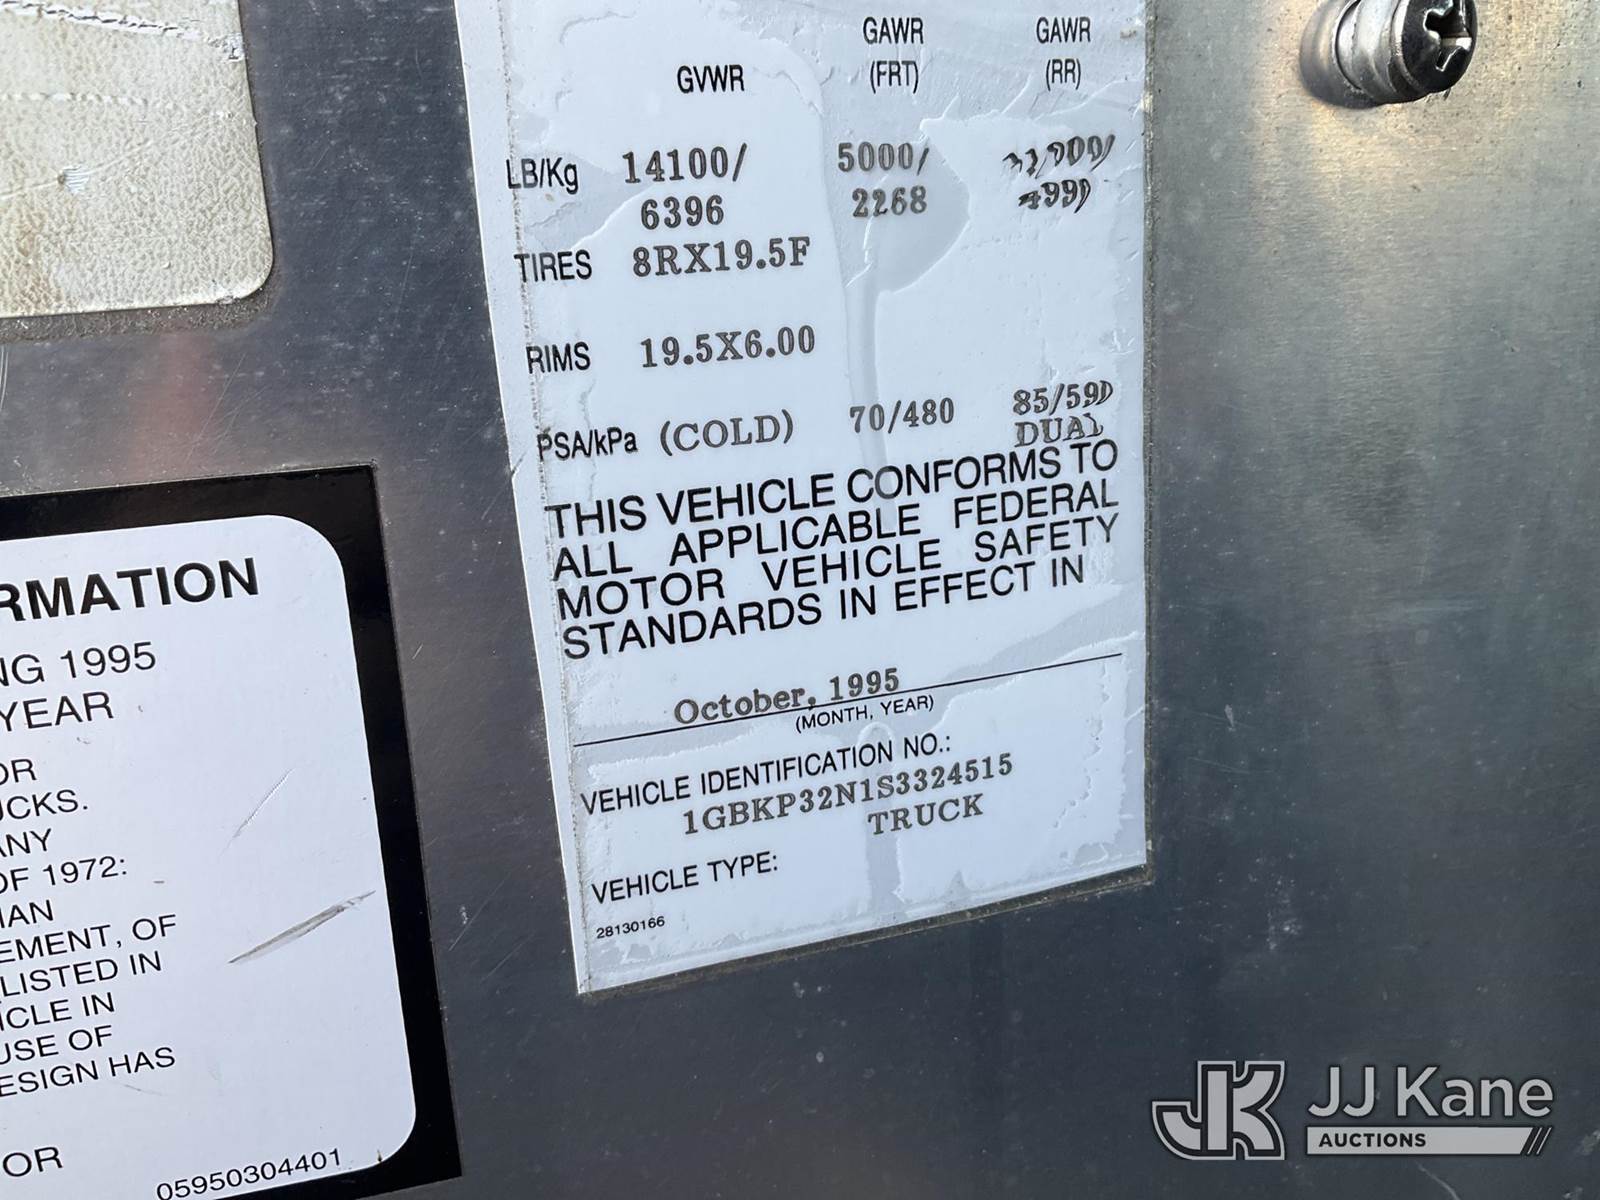 GAWR GAWR
GVWR (FRT) (RR)
LB/Kg 14100/ 5000/
6396 2268
TIRES 8RX19.5F
RIMS 19.5X6.00
PSA/kPa (COLD) 70/480 85/59
DUAL
THIS VEHICLE CONFORMS TO
ALL APPLICABLE FEDERAL
MOTOR VEHICLE SAFETY
STANDARDS IN EFFECT IN
October, 1995
(MONTH, YEAR)
VEHICLE IDENTIFICATION NO.:
1GBKP32N1S3324515
TRUCK
VEHICLE TYPE:
28130166
RMATION
NG 1995
YEAR
OR
UCKS.
ANY
OF 1972:
IAN
EMENT, OF
LISTED IN
ICLE IN
USE OF
ESIGN HAS
OR
05950304401
JK JJ Kane
AUCTIONS